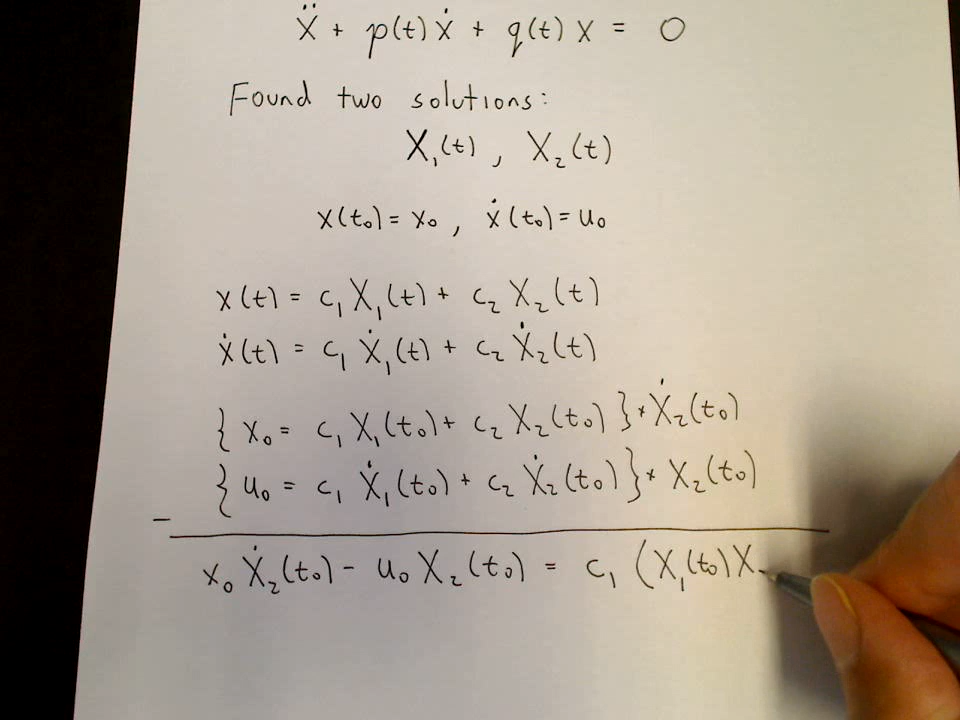 Ẍ + p(t) Ẋ + q(t) X = 0
Found two solutions:
X₁(t) , X₂(t)
x(t₀) = x₀ , ẋ(t₀) = u₀
x(t) = c₁ X₁(t) + c₂ X₂(t)
ẋ(t) = c₁ Ẋ₁(t) + c₂ Ẋ₂(t)
{ x₀ = c₁ X₁(t₀) + c₂ X₂(t₀) } * Ẋ₂(t₀)
{ u₀ = c₁ Ẋ₁(t₀) + c₂ Ẋ₂(t₀) } * X₂(t₀)
−
x₀ Ẋ₂(t₀) − u₀ X₂(t₀) = c₁ (X₁(t₀) X